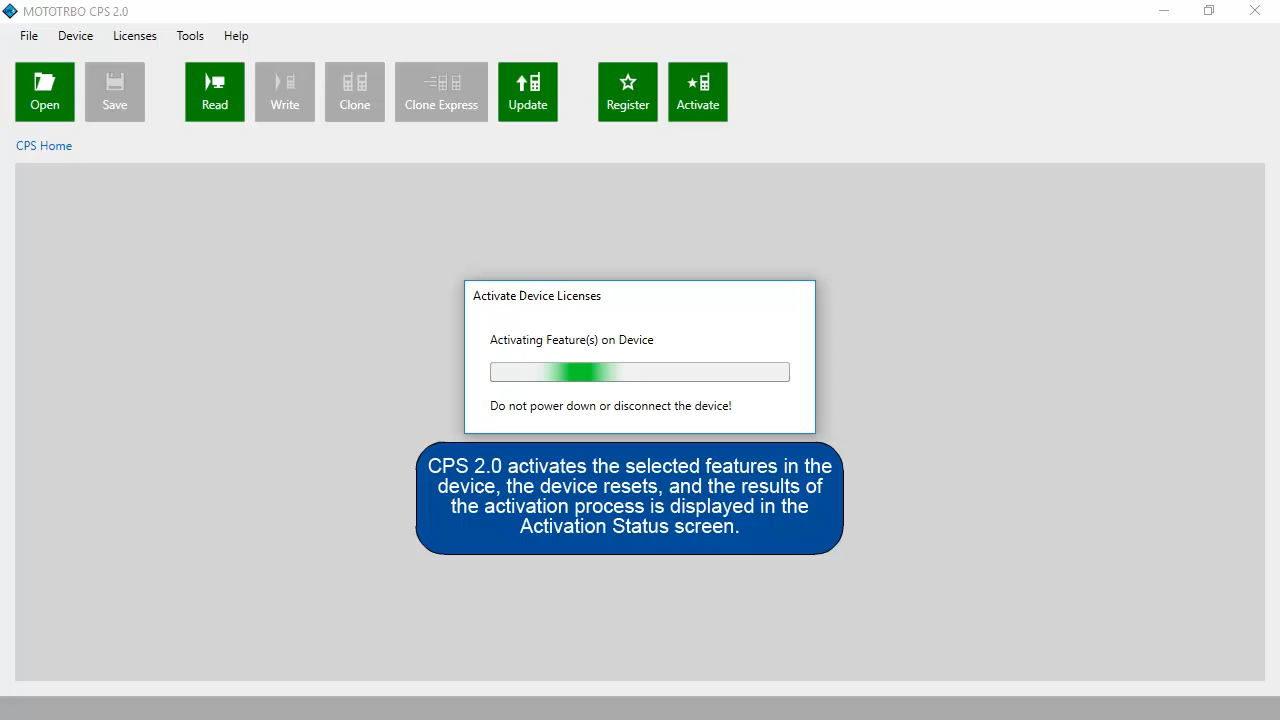 MOTOTRBO CPS 2.0
File Device Licenses Tools Help
Open Save Read Write Clone Clone Express Update Register Activate
CPS Home
Activate Device Licenses
Activating Feature(s) on Device
Do not power down or disconnect the device!
CPS 2.0 activates the selected features in the
device, the device resets, and the results of
the activation process is displayed in the
Activation Status screen.